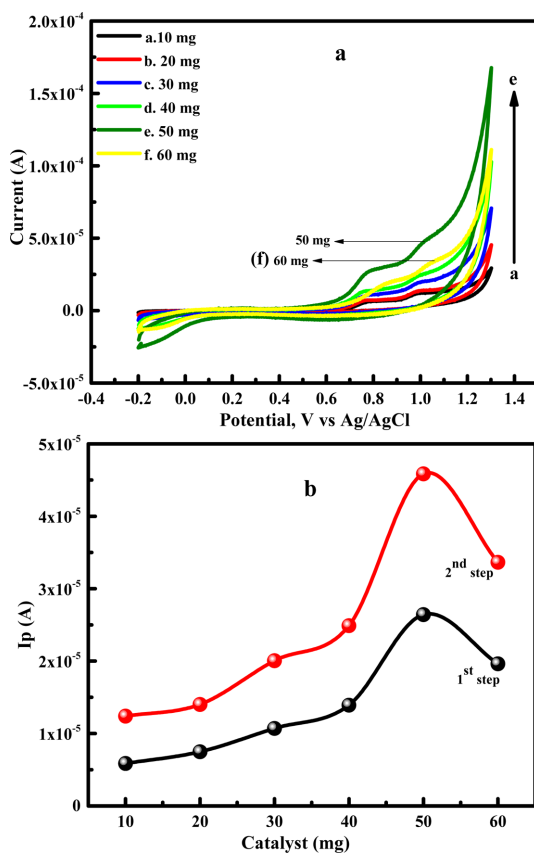 a
a.10 mg
b. 20 mg
c. 30 mg
d. 40 mg
e. 50 mg
f. 60 mg
e
50 mg
(f) 60 mg
a
2.0x10-4
1.5x10-4
1.0x10-4
5.0x10-5
0.0
-5.0x10-5
Current (A)
-0.4 -0.2 0.0 0.2 0.4 0.6 0.8 1.0 1.2 1.4
Potential, V vs Ag/AgCl
b
5x10-5
4x10-5
3x10-5
2x10-5
1x10-5
0
Ip (A)
2nd step
1st step
10 20 30 40 50 60
Catalyst (mg)